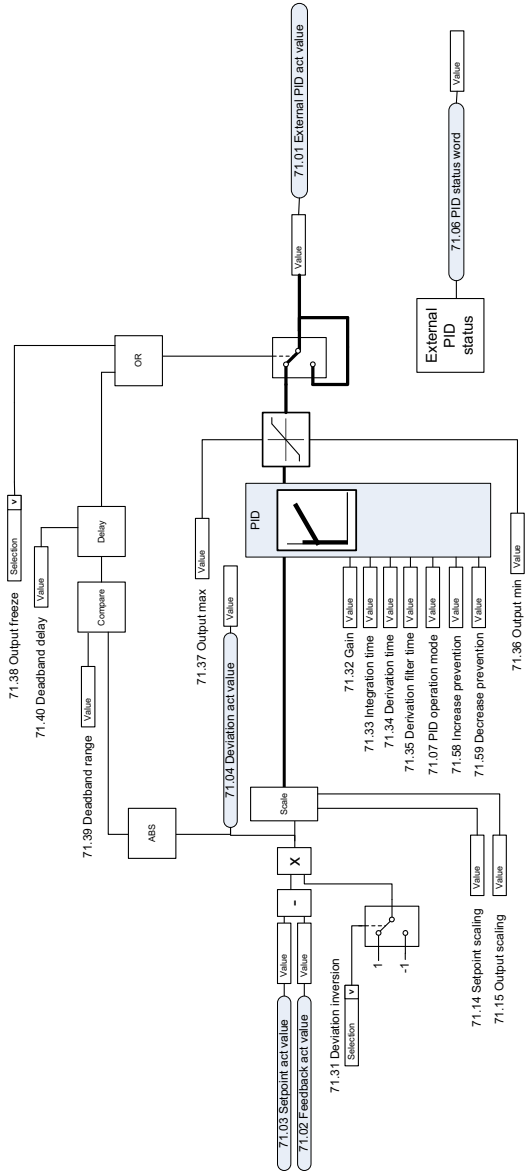 71.38 Output freeze
Selection
v
71.40 Deadband delay
Value
71.39 Deadband range
Value
Compare
Delay
OR
ABS
71.04 Deviation act value
Value
71.37 Output max
Value
71.03 Setpoint act value
Value
71.02 Feedback act value
Value
-
X
Scale
PID
Value
71.01 External PID act value
71.31 Deviation inversion
Selection
v
1
-1
71.14 Setpoint scaling
Value
71.15 Output scaling
Value
71.32 Gain
Value
71.33 Integration time
Value
71.34 Derivation time
Value
71.35 Derivation filter time
Value
71.07 PID operation mode
Value
71.58 Increase prevention
Value
71.59 Decrease prevention
Value
71.36 Output min
Value
External
PID
status
71.06 PID status word
Value